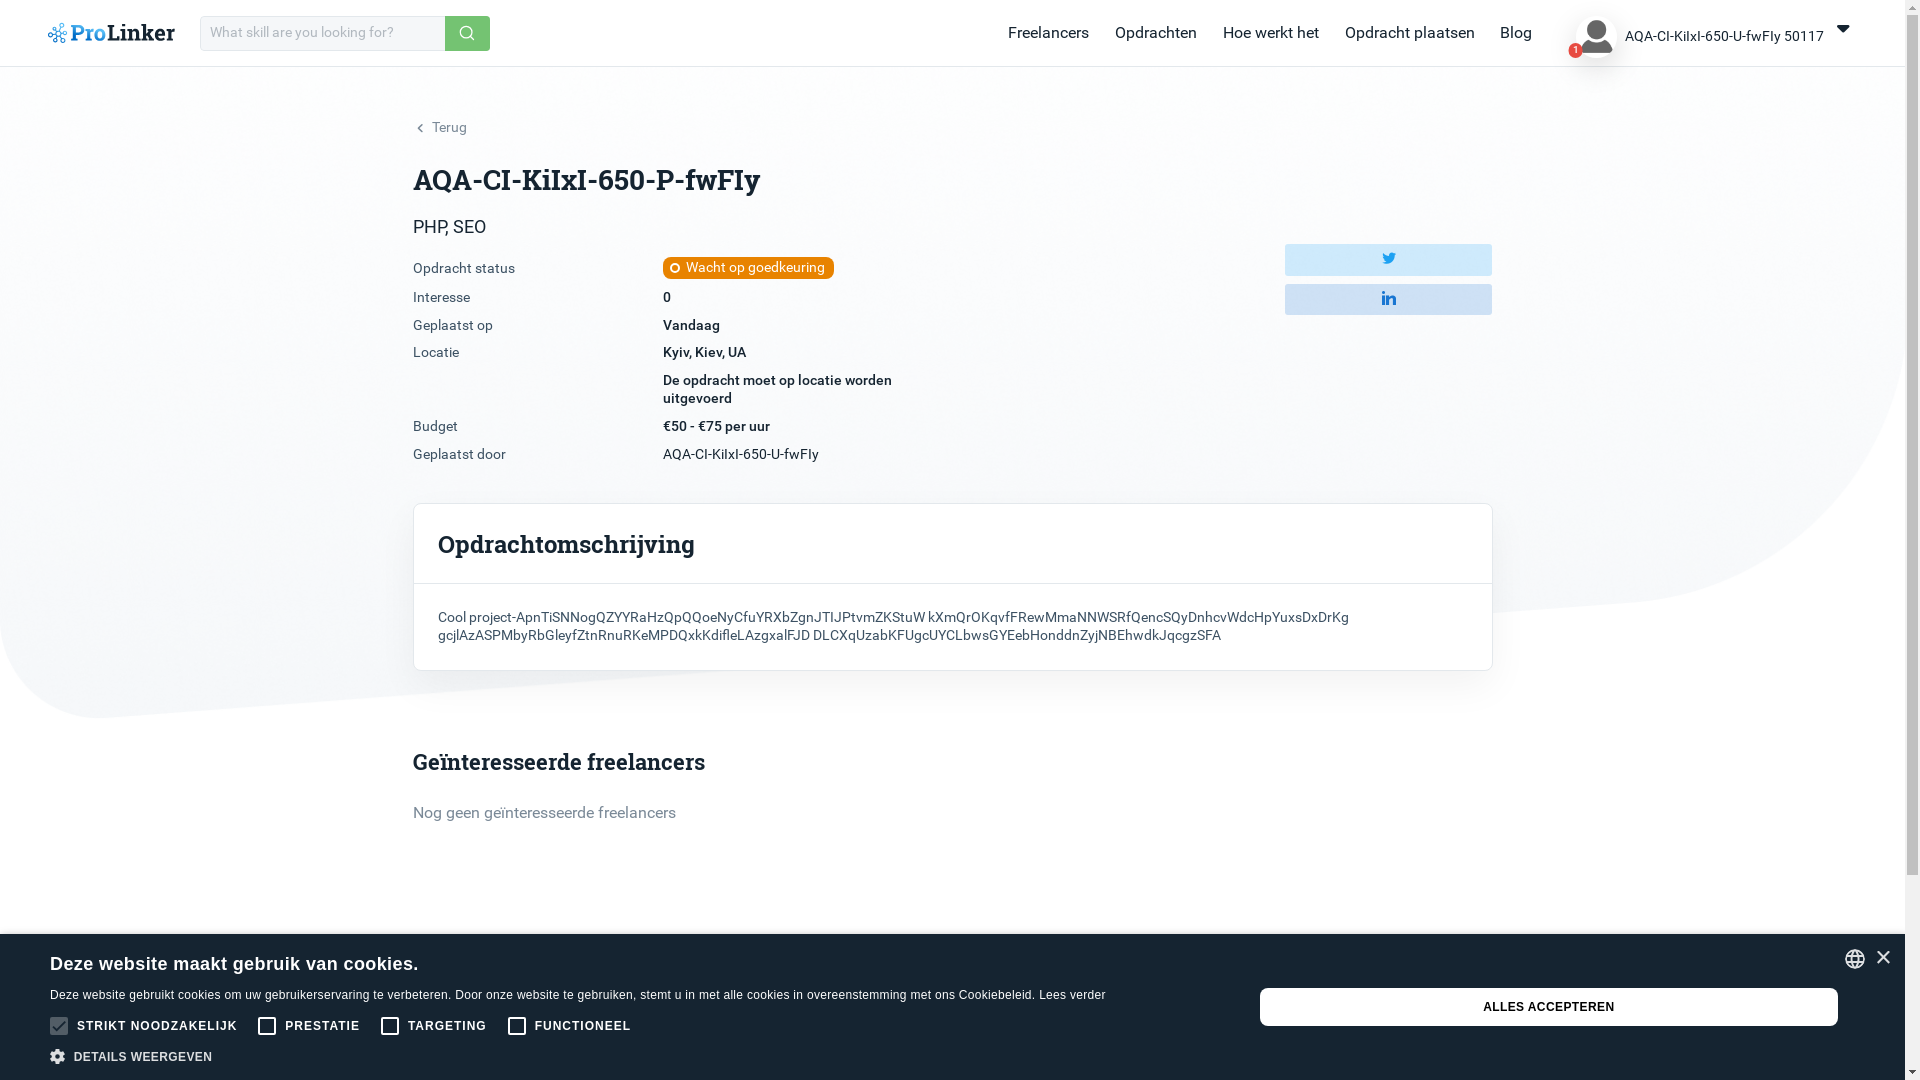 ProLinker
What skill are you looking for?
Freelancers
Opdrachten
Hoe werkt het
Opdracht plaatsen
Blog
1
AQA-CI-KiIxI-650-U-fwFIy 50117
Terug
AQA-CI-KiIxI-650-P-fwFIy
PHP, SEO
Opdracht status
Wacht op goedkeuring
Interesse
0
Geplaatst op
Vandaag
Locatie
Kyiv, Kiev, UA
De opdracht moet op locatie worden
uitgevoerd
Budget
€50 - €75 per uur
Geplaatst door
AQA-CI-KiIxI-650-U-fwFIy
Opdrachtomschrijving
Cool project-ApnTiSNNogQZYYRaHzQpQQoeNyCfuYRXbZgnJTIJPtvmZKStuW kXmQrOKqvfFRewMmaNNWSRfQencSQyDnhcvWdcHpYuxsDxDrKg
gcjlAzASPMbyRbGleyfZtnRnuRKeMPDQxkKdifleLAzgxalFJD DLCXqUzabKFUgcUYCLbwsGYEebHonddnZyjNBEhwdkJqcgzSFA
Geïnteresseerde freelancers
Nog geen geïnteresseerde freelancers
Deze website maakt gebruik van cookies.
Deze website gebruikt cookies om uw gebruikerservaring te verbeteren. Door onze website te gebruiken, stemt u in met alle cookies in overeenstemming met ons Cookiebeleid. Lees verder
STRIKT NOODZAKELIJK
PRESTATIE
TARGETING
FUNCTIONEEL
DETAILS WEERGEVEN
ALLES ACCEPTEREN